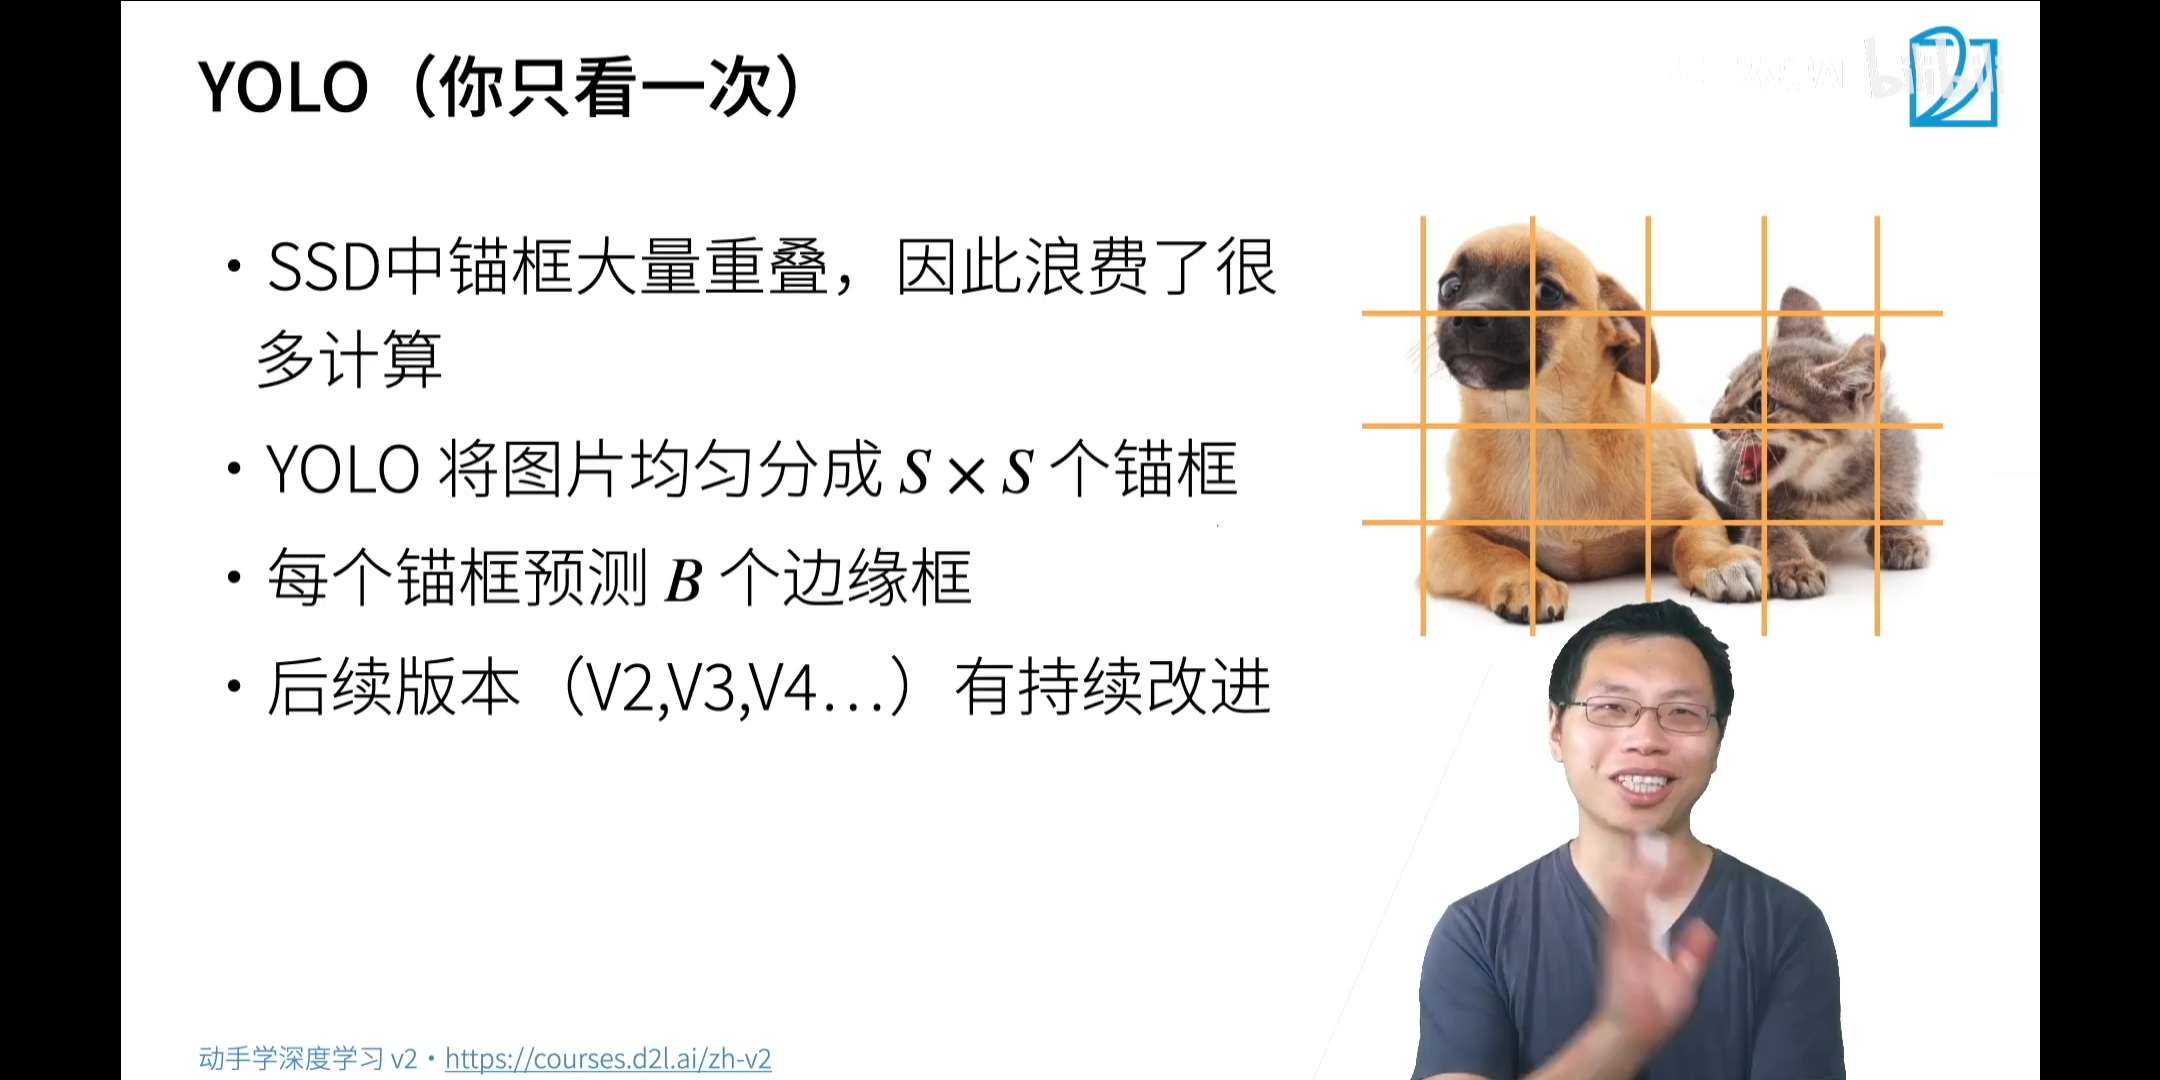 YOLO（你只看一次）
bilibili
• SSD中锚框大量重叠，因此浪费了很
多计算
• YOLO 将图片均匀分成 S × S 个锚框
• 每个锚框预测 B 个边缘框
• 后续版本（V2,V3,V4…）有持续改进
动手学深度学习 v2 • https://courses.d2l.ai/zh-v2